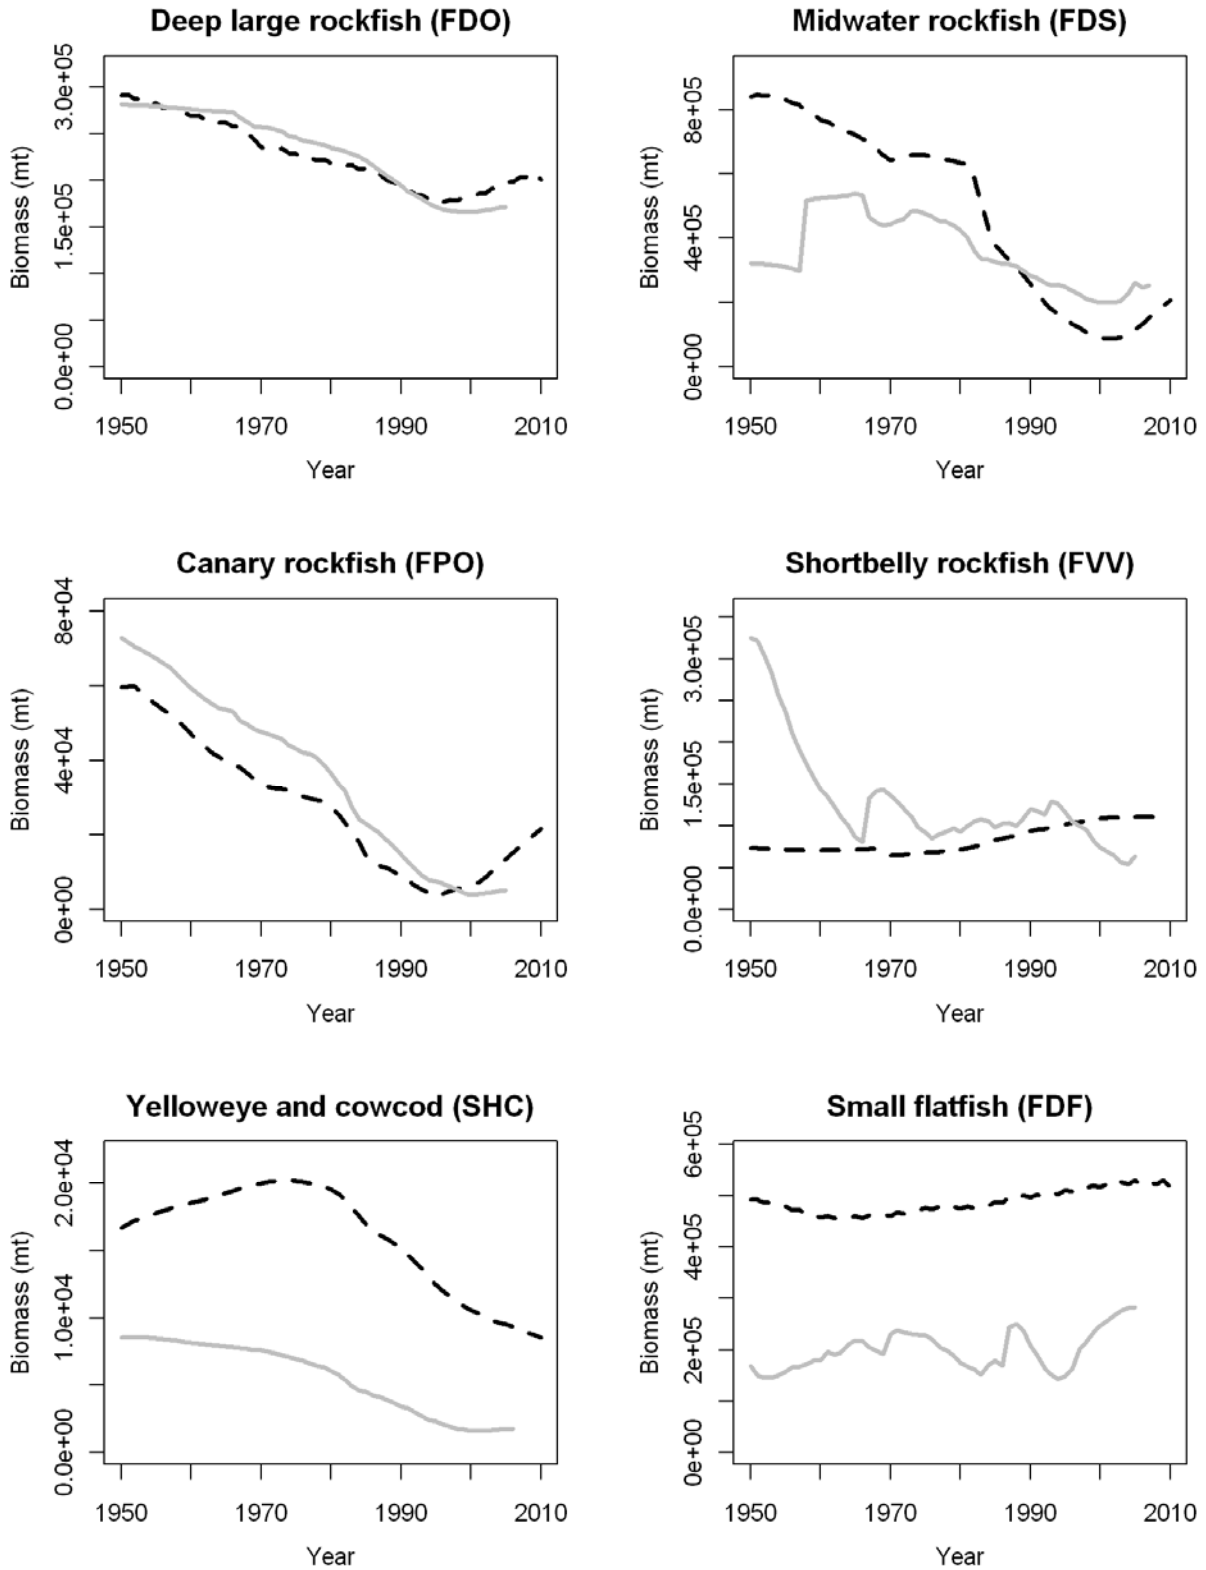 Deep large rockfish (FDO)
Biomass (mt)
3.0e+05
1.5e+05
0.0e+00
1950 1970 1990 2010
Year
Midwater rockfish (FDS)
Biomass (mt)
8e+05
4e+05
0e+00
1950 1970 1990 2010
Year
Canary rockfish (FPO)
Biomass (mt)
8e+04
4e+04
0e+00
1950 1970 1990 2010
Year
Shortbelly rockfish (FVV)
Biomass (mt)
3.0e+05
1.5e+05
0.0e+00
1950 1970 1990 2010
Year
Yelloweye and cowcod (SHC)
Biomass (mt)
2.0e+04
1.0e+04
0.0e+00
1950 1970 1990 2010
Year
Small flatfish (FDF)
Biomass (mt)
6e+05
4e+05
2e+05
0e+00
1950 1970 1990 2010
Year